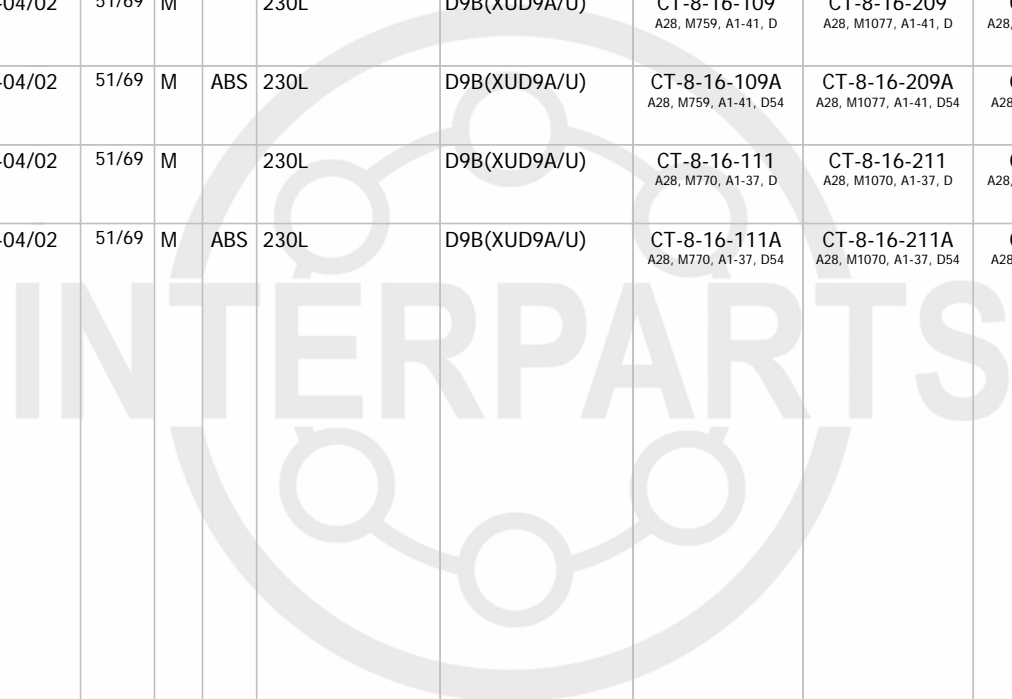 -04/02 51/69 M 230L D9B(XUD9A/U) CT-8-16-109 CT-8-16-209
A28, M759, A1-41, D A28, M1077, A1-41, D A28,
-04/02 51/69 M ABS 230L D9B(XUD9A/U) CT-8-16-109A CT-8-16-209A
A28, M759, A1-41, D54 A28, M1077, A1-41, D54 A28
-04/02 51/69 M 230L D9B(XUD9A/U) CT-8-16-111 CT-8-16-211
A28, M770, A1-37, D A28, M1070, A1-37, D A28,
-04/02 51/69 M ABS 230L D9B(XUD9A/U) CT-8-16-111A CT-8-16-211A
A28, M770, A1-37, D54 A28, M1070, A1-37, D54 A28
INTERPARTS